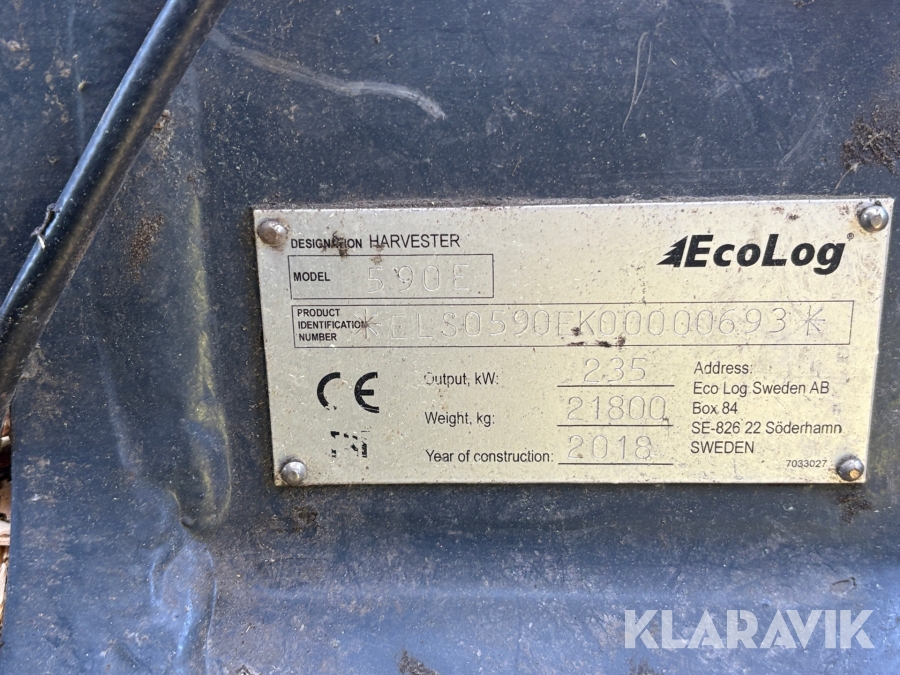 DESIGNATION HARVESTER
EcoLog®
MODEL 590E
PRODUCT IDENTIFICATION NUMBER *ELS0590EK00000693*
CE
Output, kW: 235
Weight, kg: 21800
Year of construction: 2018
Address:
Eco Log Sweden AB
Box 84
SE-826 22 Söderhamn
SWEDEN
7033027
KLARAVIK